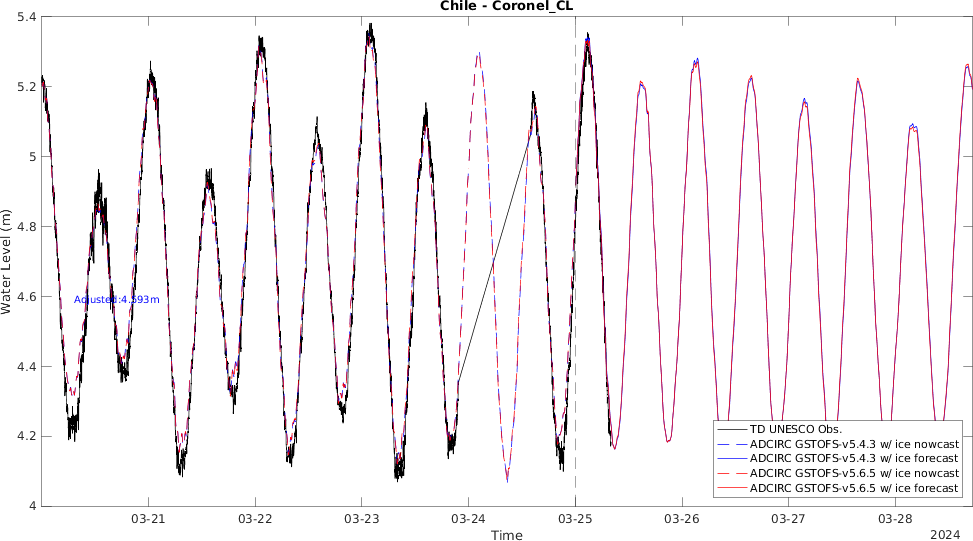 Chile - Coronel_CL
5.4
5.2
5
4.8
4.6
4.4
4.2
4
Water Level (m)
Adjusted:4.593m
TD UNESCO Obs.
ADCIRC GSTOFS-v5.4.3 w/ ice nowcast
ADCIRC GSTOFS-v5.4.3 w/ ice forecast
ADCIRC GSTOFS-v5.6.5 w/ ice nowcast
ADCIRC GSTOFS-v5.6.5 w/ ice forecast
03-21 03-22 03-23 03-24 03-25 03-26 03-27 03-28
Time
2024